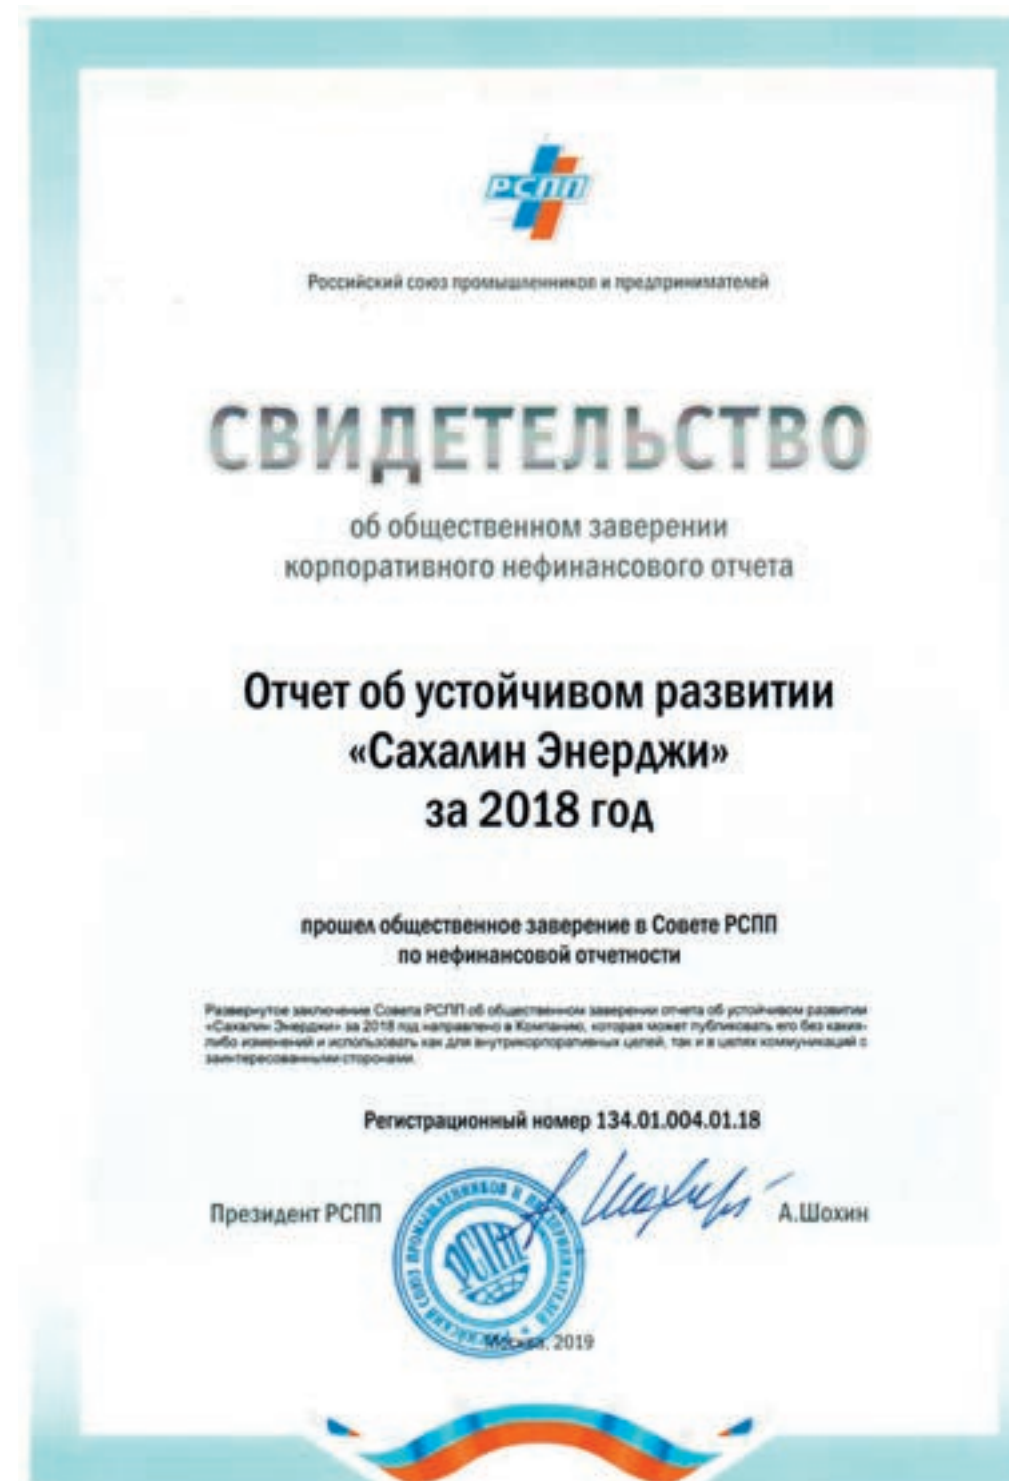 РСПП
Российский союз промышленников и предпринимателей
СВИДЕТЕЛЬСТВО
об общественном заверении
корпоративного нефинансового отчета
Отчет об устойчивом развитии
«Сахалин Энерджи»
за 2018 год
прошел общественное заверение в Совете РСПП
по нефинансовой отчетности
Развернутое заключение Совета РСПП об общественном заверении отчета об устойчивом развитии
«Сахалин Энерджи» за 2018 год направлено в Компанию, которая может публиковать его без каких-
либо изменений и использовать как для внутрикорпоративных целей, так и в целях коммуникаций с
заинтересованными сторонами.
Регистрационный номер 134.01.004.01.18
Президент РСПП
А.Шохин
РСПП
Москва, 2019